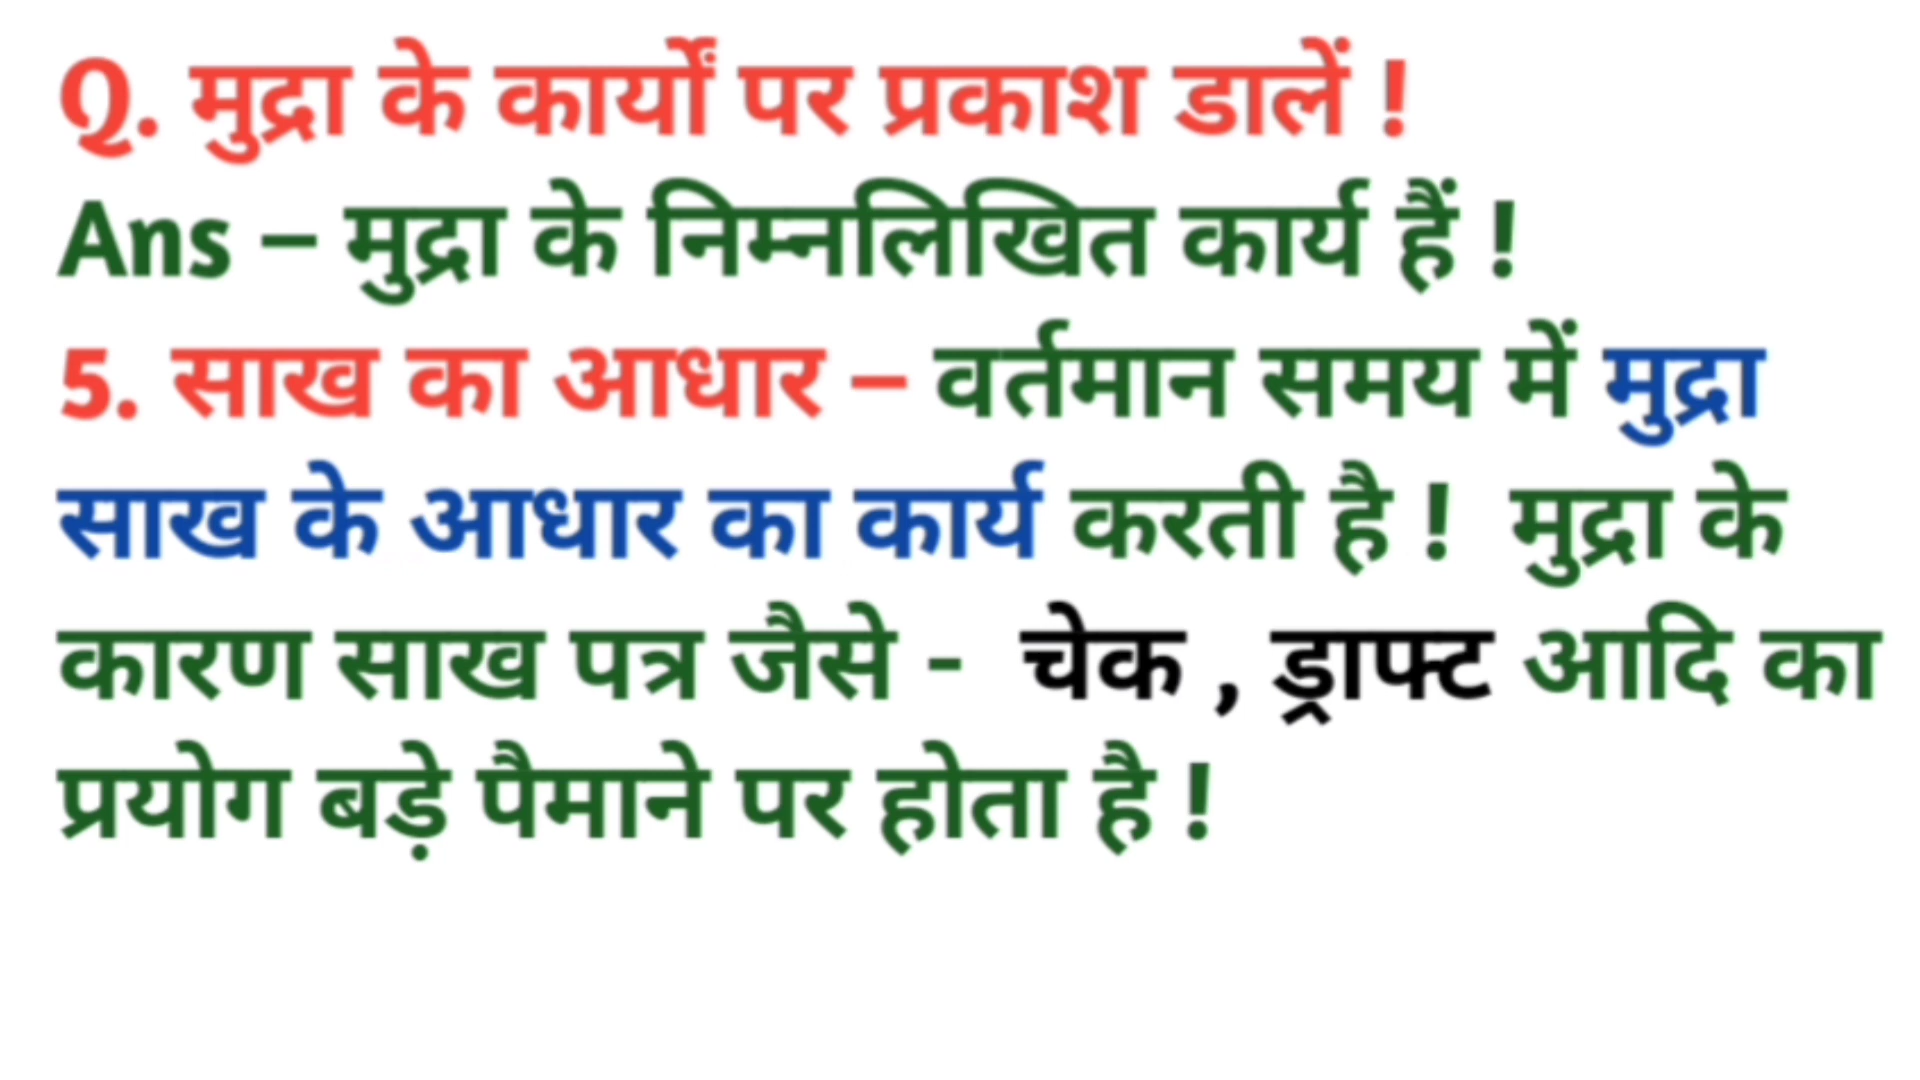 Q. मुद्रा के कार्यों पर प्रकाश डालें !
Ans – मुद्रा के निम्नलिखित कार्य हैं !
5. साख का आधार – वर्तमान समय में मुद्रा
साख के आधार का कार्य करती है ! मुद्रा के
कारण साख पत्र जैसे - चेक , ड्राफ्ट आदि का
प्रयोग बड़े पैमाने पर होता है !